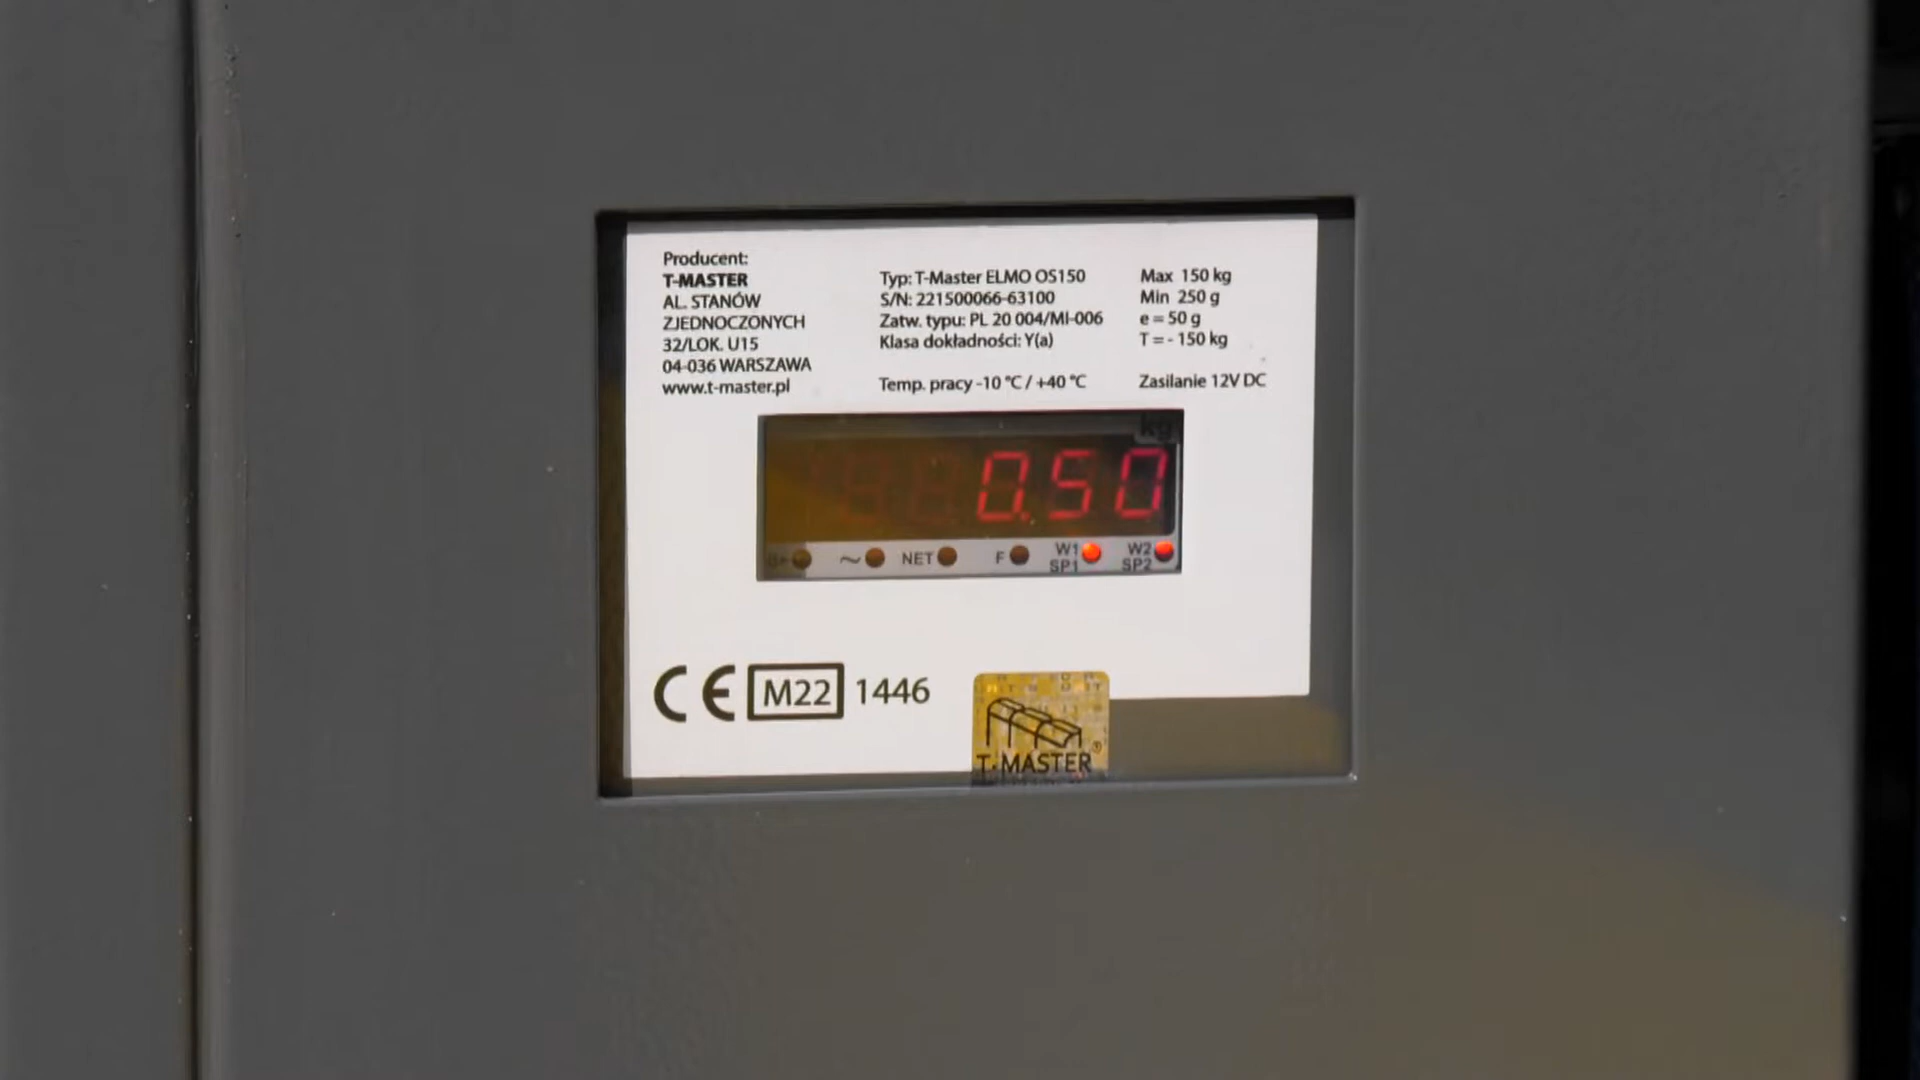 Producent:
T-MASTER
AL. STANÓW
ZJEDNOCZONYCH
32/LOK. U15
04-036 WARSZAWA
www.t-master.pl
Typ: T-Master ELMO OS150
S/N: 221500066-63100
Zatw. typu: PL 20 004/MI-006
Klasa dokładności: Y(a)
Temp. pracy -10 °C / +40 °C
Max 150 kg
Min 250 g
e = 50 g
T = - 150 kg
Zasilanie 12V DC
kg
0.50
~ NET F W1 SP1 W2 SP2
CE M22 1446
T-MASTER®